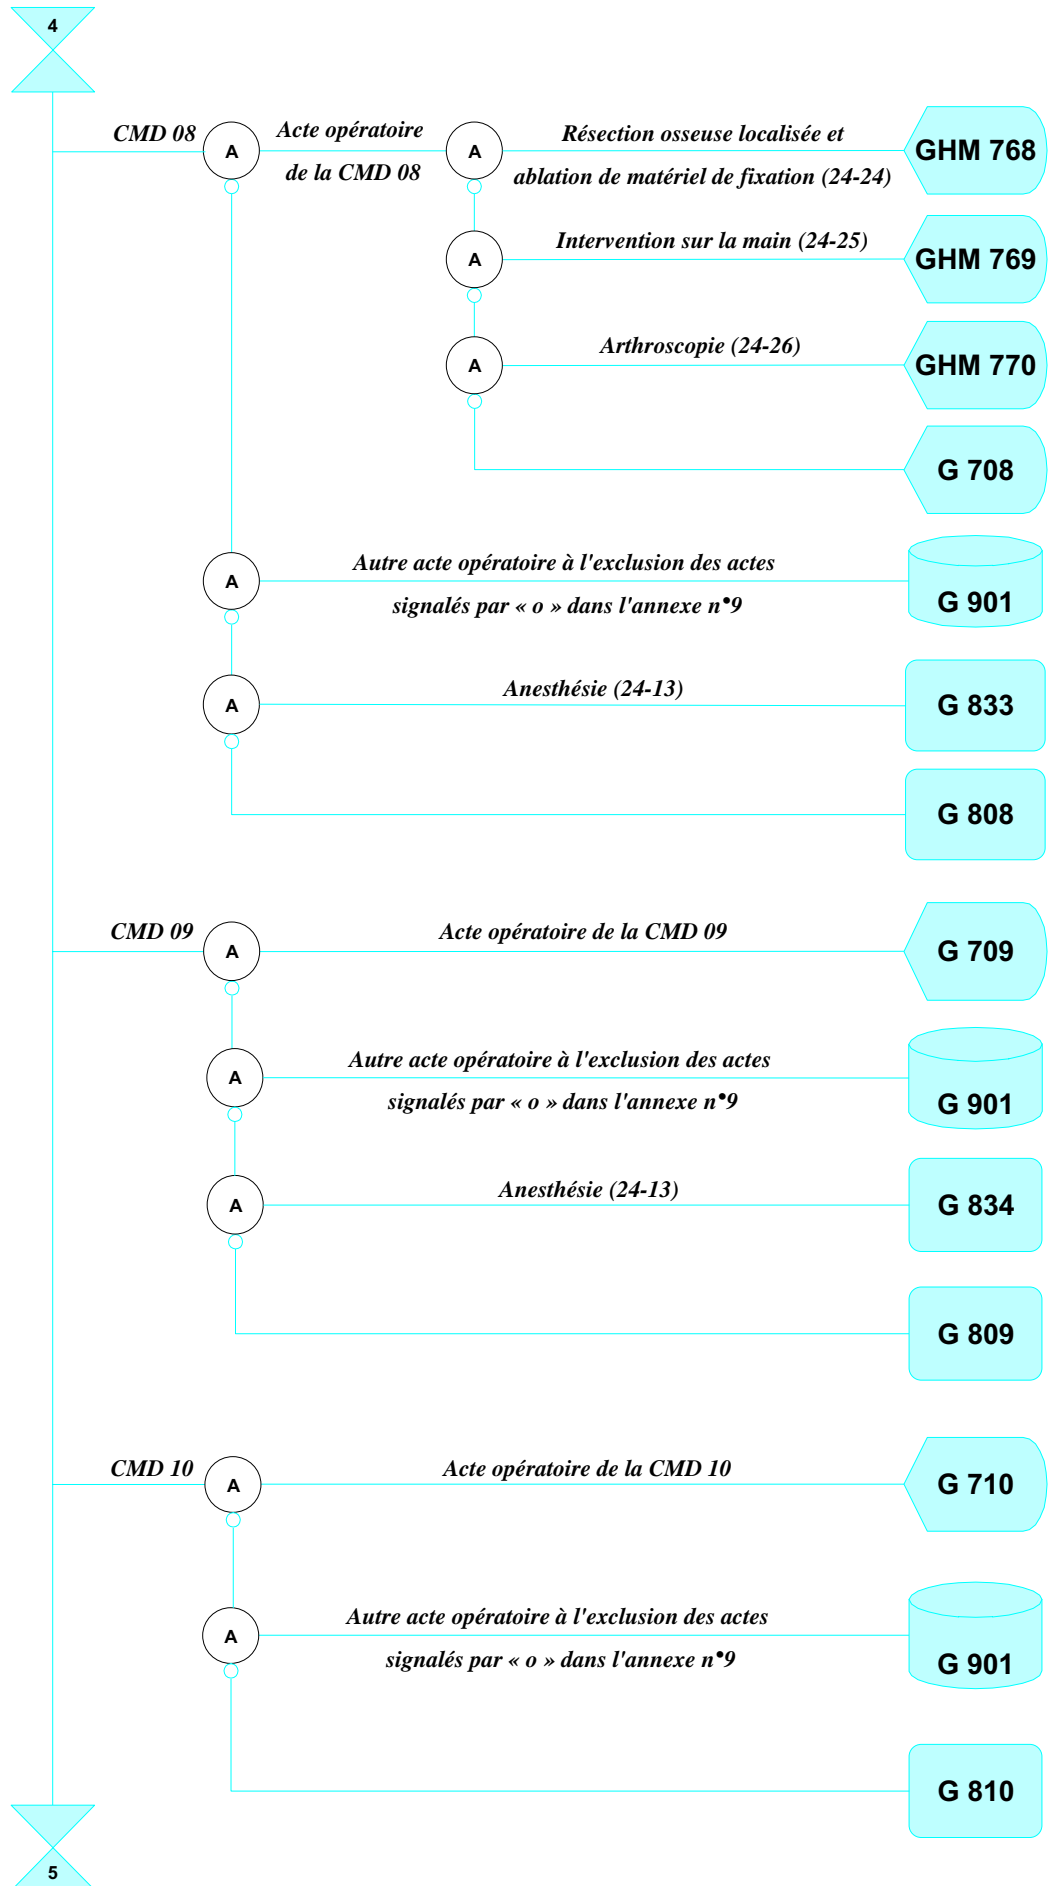 4
CMD 08
A
Acte opératoire
de la CMD 08
A
Résection osseuse localisée et
ablation de matériel de fixation (24-24)
GHM 768
A
Intervention sur la main (24-25)
GHM 769
A
Arthroscopie (24-26)
GHM 770
G 708
A
Autre acte opératoire à l'exclusion des actes
signalés par « o » dans l'annexe n°9
G 901
A
Anesthésie (24-13)
G 833
G 808
CMD 09
A
Acte opératoire de la CMD 09
G 709
A
Autre acte opératoire à l'exclusion des actes
signalés par « o » dans l'annexe n°9
G 901
A
Anesthésie (24-13)
G 834
G 809
CMD 10
A
Acte opératoire de la CMD 10
G 710
A
Autre acte opératoire à l'exclusion des actes
signalés par « o » dans l'annexe n°9
G 901
G 810
5